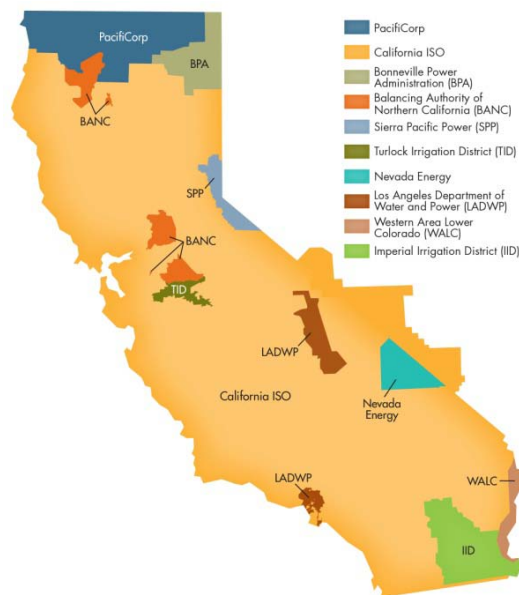 PacifiCorp
BPA
BANC
SPP
BANC
TID
LADWP
California ISO
Nevada
Energy
LADWP
WALC
IID
PacifiCorp
California ISO
Bonneville Power
Administration (BPA)
Balancing Authority of
Northern California (BANC)
Sierra Pacific Power (SPP)
Turlock Irrigation District (TID)
Nevada Energy
Los Angeles Department of
Water and Power (LADWP)
Western Area Lower
Colorado (WALC)
Imperial Irrigation District (IID)